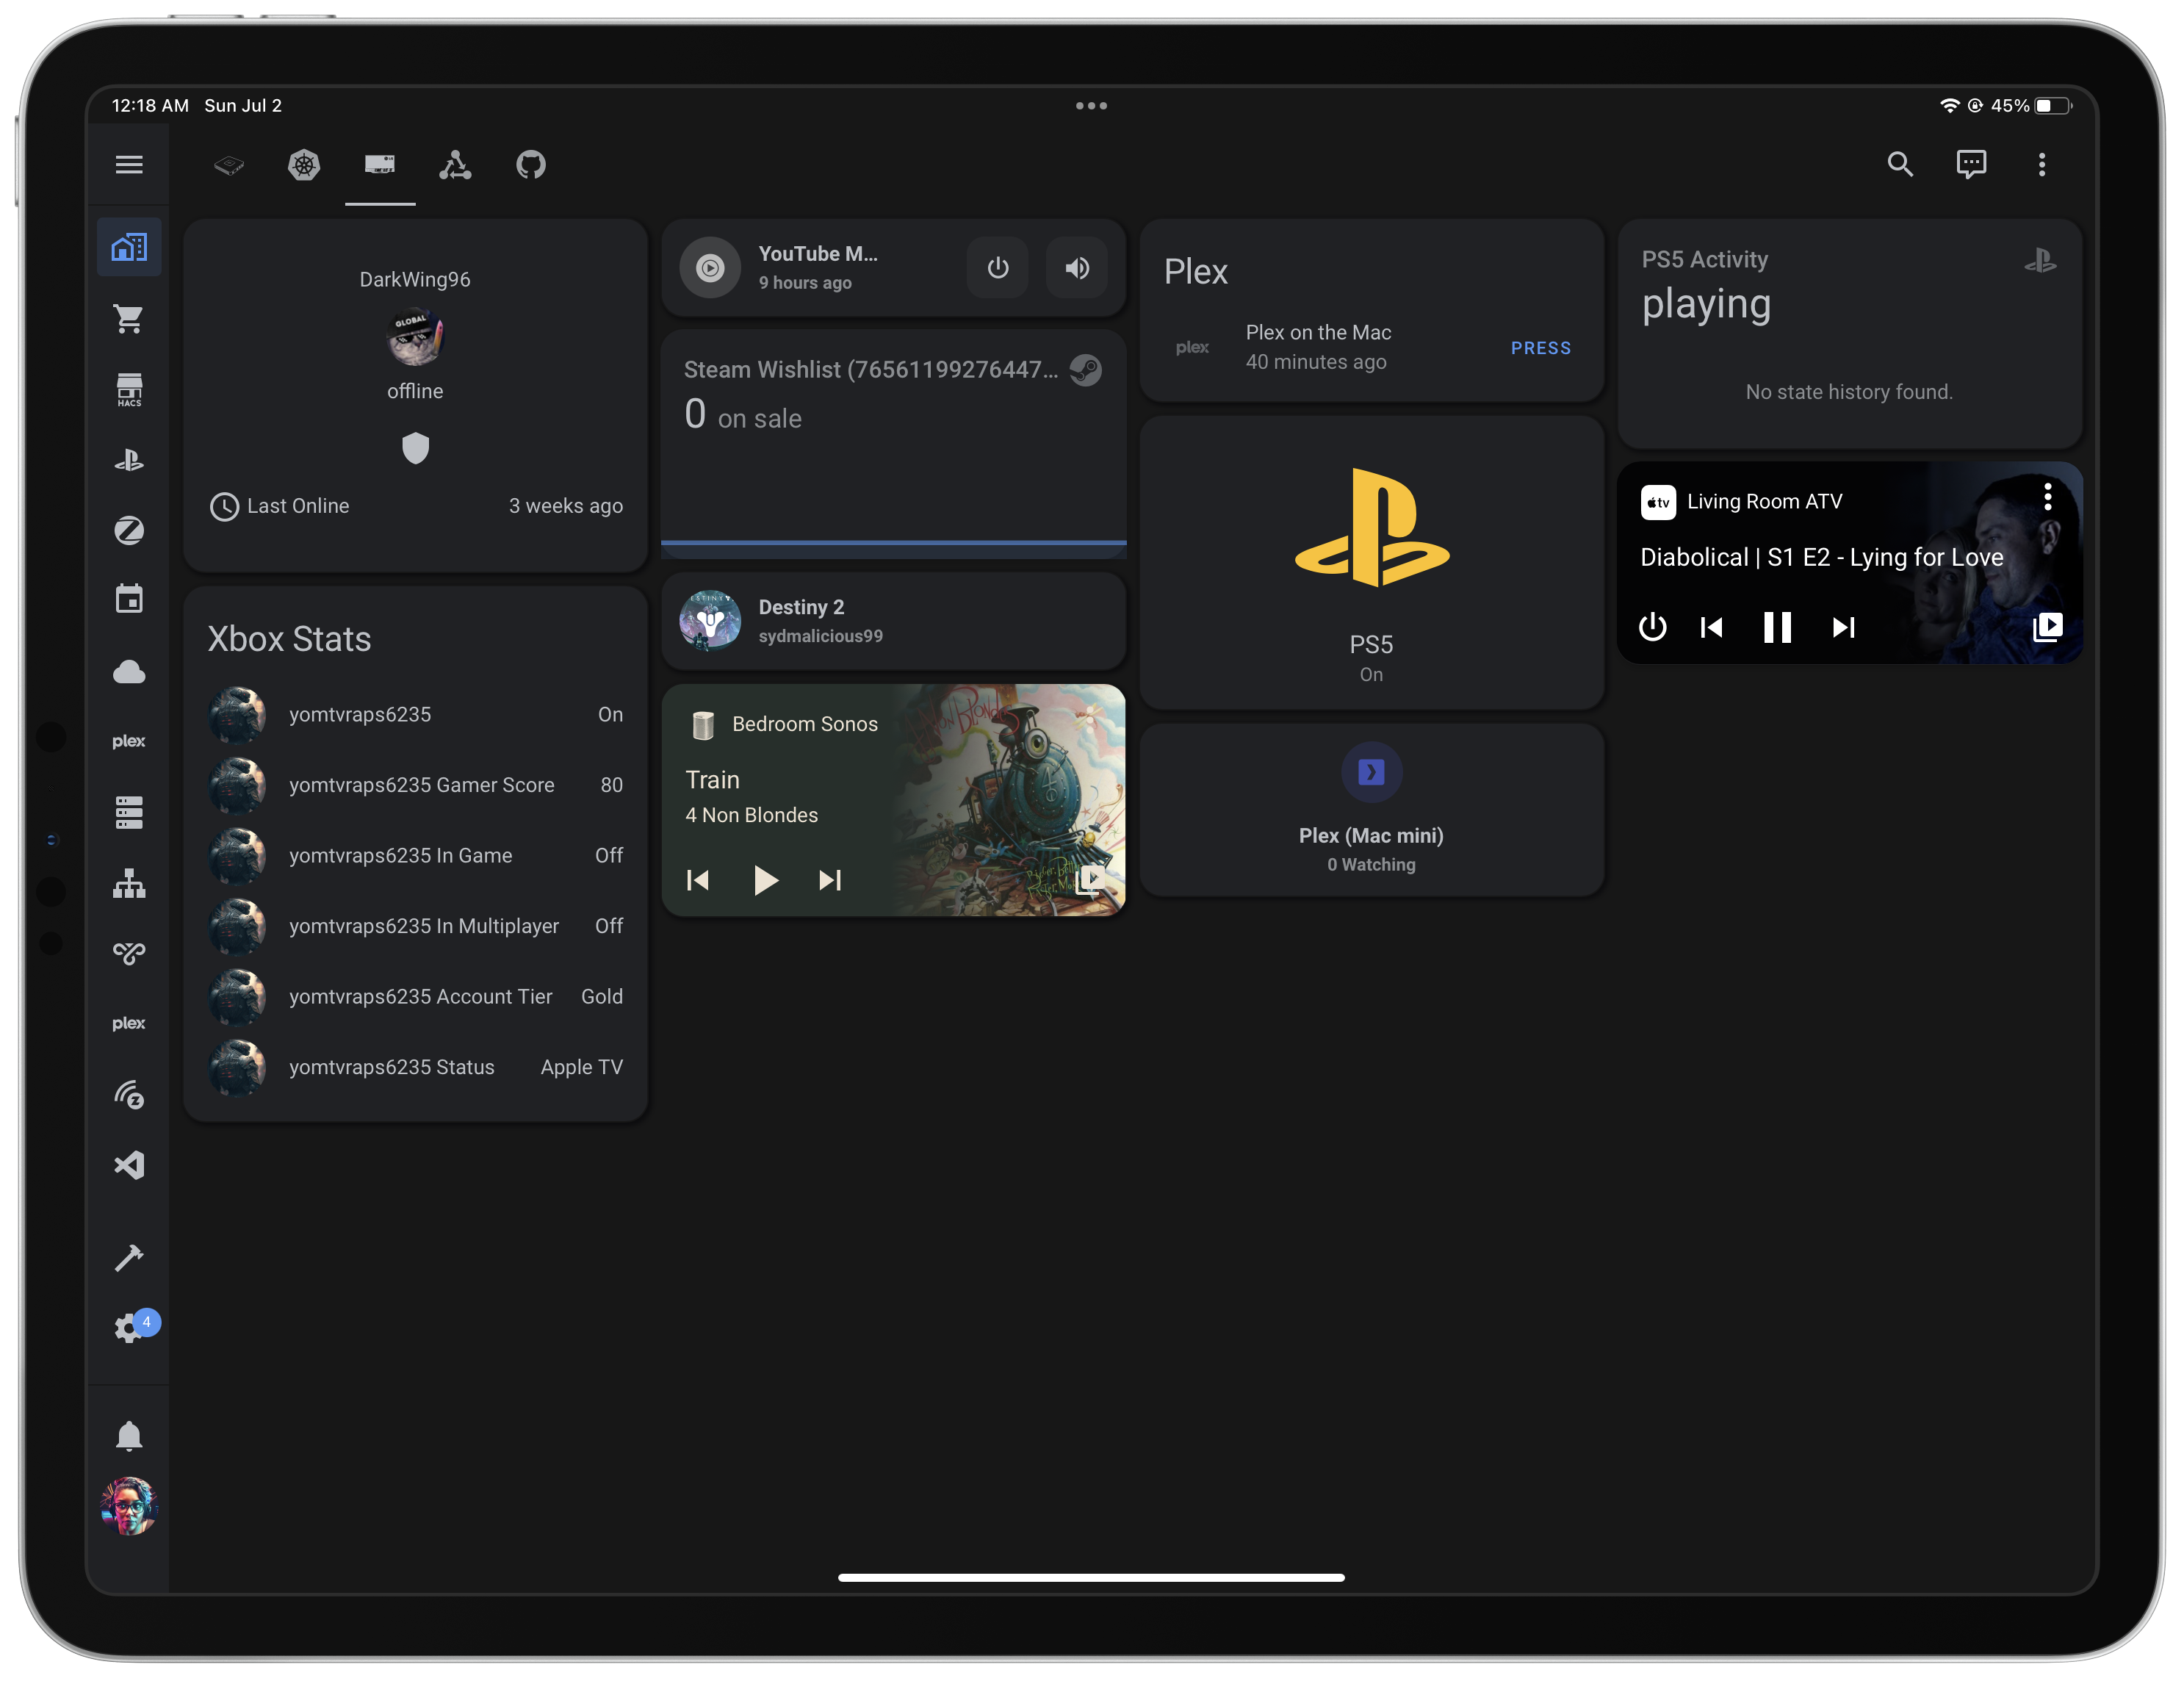 12:18 AM Sun Jul 2
45%
HACS
plex
plex
4
DarkWing96
GLOBAL
offline
Last Online 3 weeks ago
Xbox Stats
yomtvraps6235 On
yomtvraps6235 Gamer Score 80
yomtvraps6235 In Game Off
yomtvraps6235 In Multiplayer Off
yomtvraps6235 Account Tier Gold
yomtvraps6235 Status Apple TV
YouTube M...
9 hours ago
Steam Wishlist (76561199276447...
0 on sale
DESTINY
Destiny 2
sydmalicious99
Bedroom Sonos
Train
4 Non Blondes
Plex
plex
Plex on the Mac
40 minutes ago
PRESS
PS5
On
Plex (Mac mini)
0 Watching
PS5 Activity
playing
No state history found.
tv
Living Room ATV
Diabolical | S1 E2 - Lying for Love